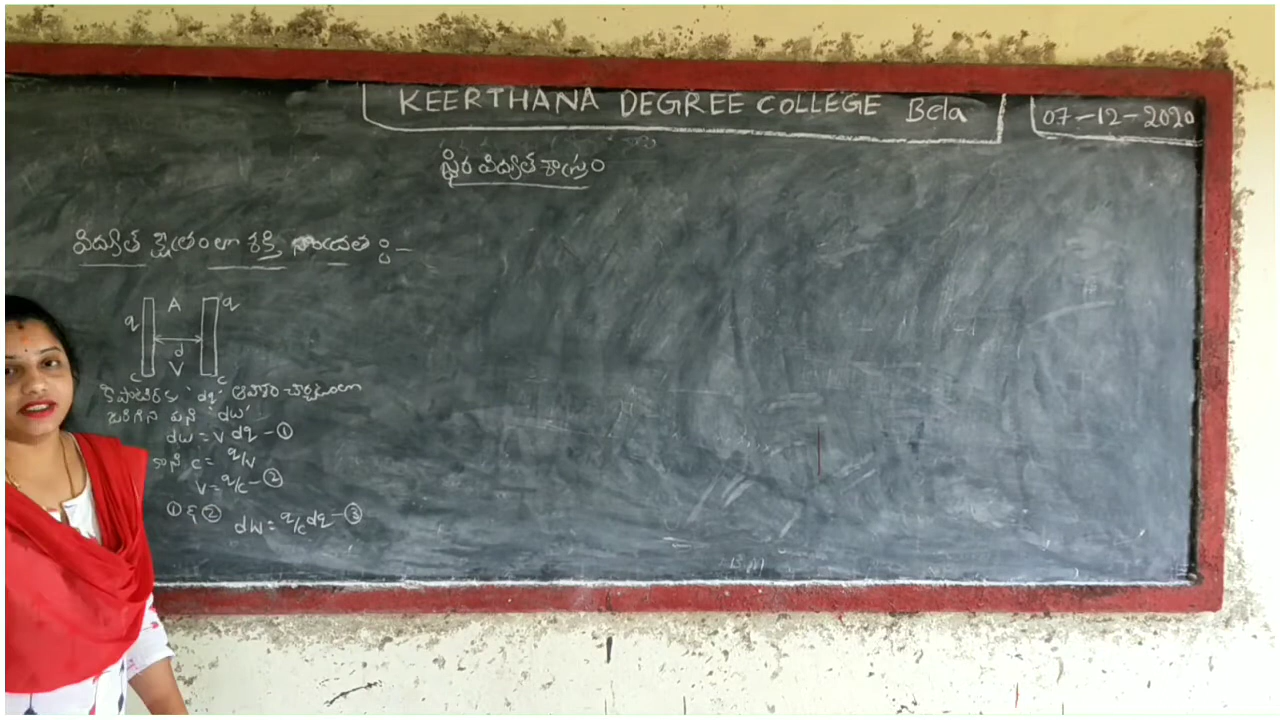 KEERTHANA DEGREE COLLEGE Bela
07-12-2020
స్థిర విద్యుత్ శాస్త్రం
విద్యుత్ క్షేత్రంలో శక్తి సాంద్రత :-
A
q q
d
V
c c
కెపాసిటర్‌కు 'dq' ఆవేశం చార్జ్
జరిగిన పని 'dw'
dw = v dq - ①
కాని c = q/v
v = q/c - ②
① & ② dw = q/c dq - ③